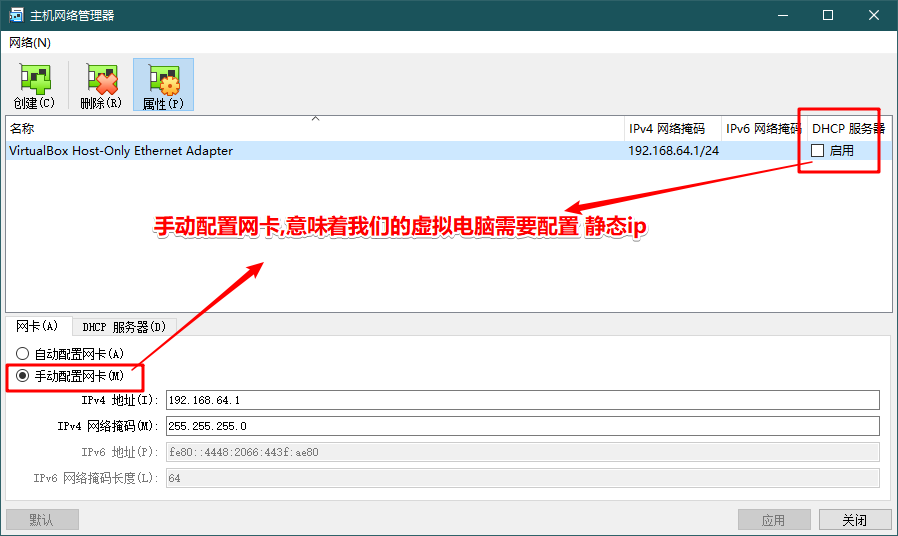 主机网络管理器
网络(N)
创建(C) 删除(R) 属性(P)
名称 IPv4 网络掩码 IPv6 网络掩码 DHCP 服务器
VirtualBox Host-Only Ethernet Adapter 192.168.64.1/24 启用
手动配置网卡,意味着我们的虚拟电脑需要配置 静态ip
网卡(A) DHCP 服务器(D)
自动配置网卡(A)
手动配置网卡(M)
IPv4 地址(I): 192.168.64.1
IPv4 网络掩码(M): 255.255.255.0
IPv6 地址(P): fe80::4448:2066:443f:ae80
IPv6 网络掩码长度(L): 64
默认 应用 关闭